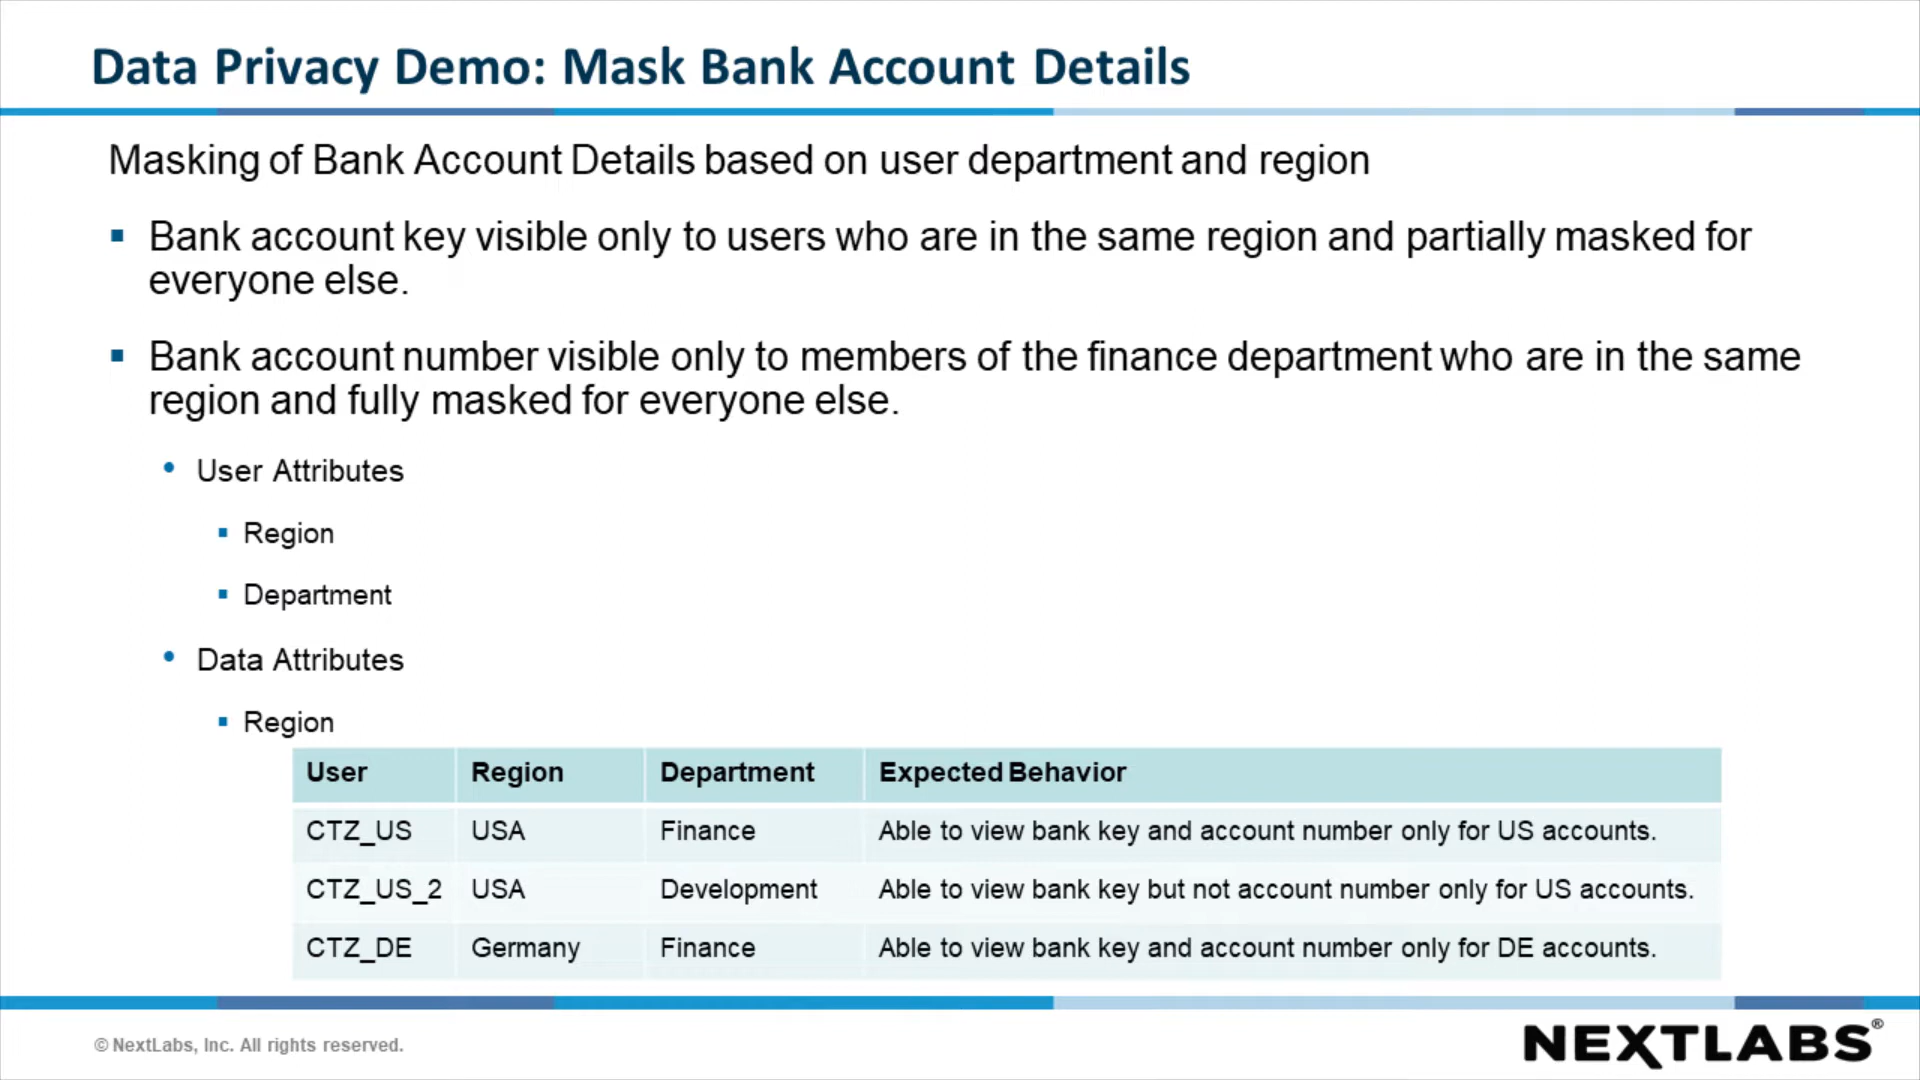 Data Privacy Demo: Mask Bank Account Details
Masking of Bank Account Details based on user department and region
▪ Bank account key visible only to users who are in the same region and partially masked for
everyone else.
▪ Bank account number visible only to members of the finance department who are in the same
region and fully masked for everyone else.
• User Attributes
▪ Region
▪ Department
• Data Attributes
▪ Region
User Region Department Expected Behavior
CTZ_US USA Finance Able to view bank key and account number only for US accounts.
CTZ_US_2 USA Development Able to view bank key but not account number only for US accounts.
CTZ_DE Germany Finance Able to view bank key and account number only for DE accounts.
© NextLabs, Inc. All rights reserved.
NEXTLABS®